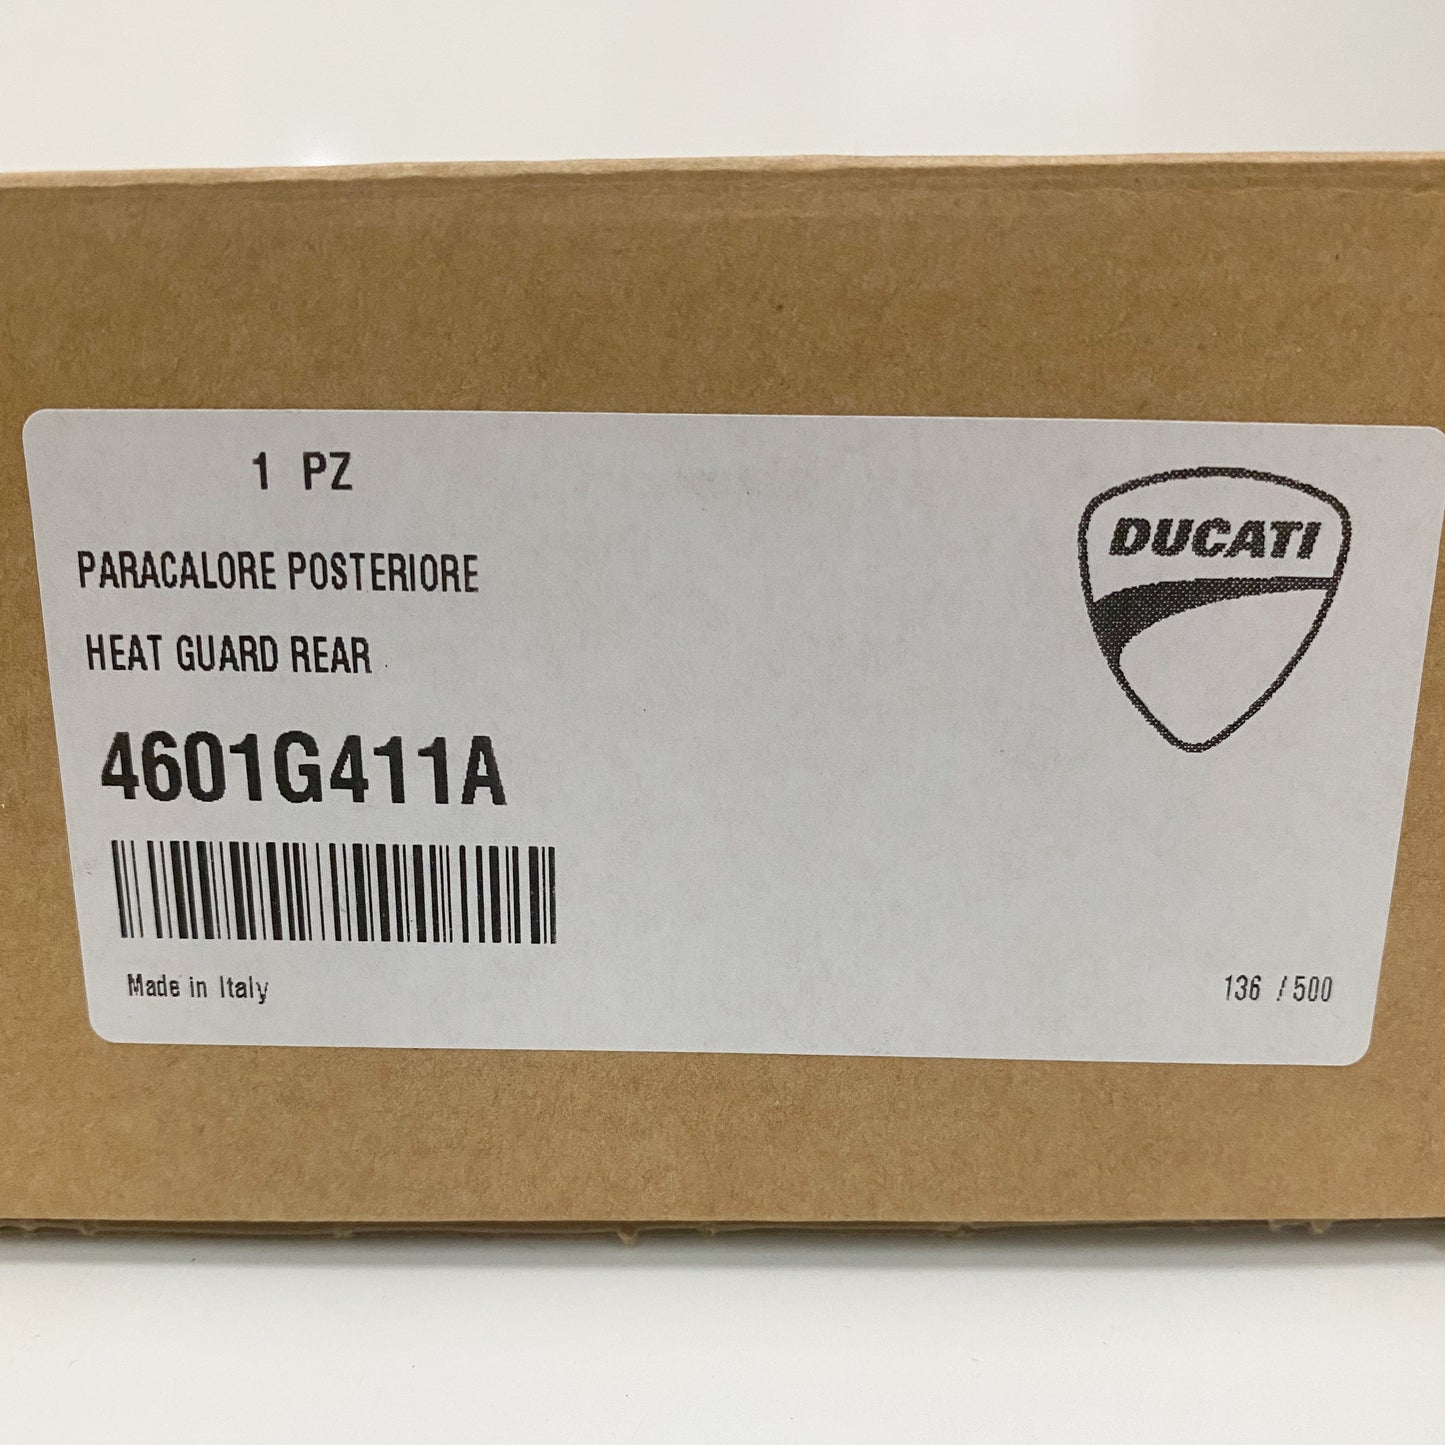 1 PZ
DUCATI
PARACALORE POSTERIORE
HEAT GUARD REAR
4601G411A
Made in Italy
136 / 500